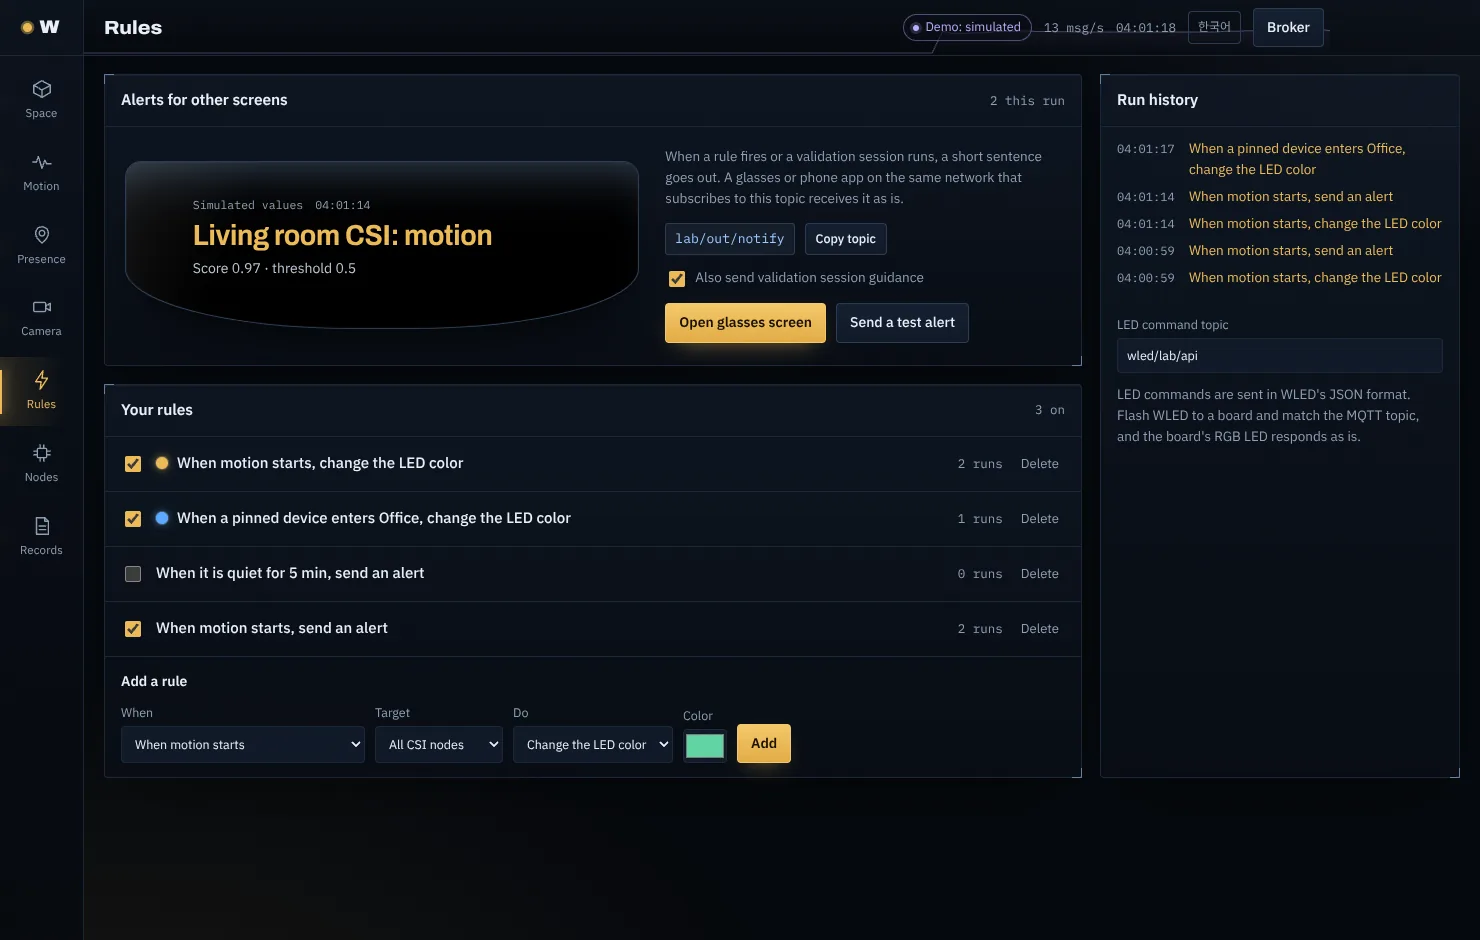 W
Rules
Demo: simulated
13 msg/s
04:01:18
한국어
Broker
Space
Motion
Presence
Camera
Rules
Nodes
Records
Alerts for other screens
2 this run
Simulated values 04:01:14
Living room CSI: motion
Score 0.97 · threshold 0.5
When a rule fires or a validation session runs, a short sentence
goes out. A glasses or phone app on the same network that
subscribes to this topic receives it as is.
lab/out/notify
Copy topic
Also send validation session guidance
Open glasses screen
Send a test alert
Your rules
3 on
When motion starts, change the LED color
2 runs
Delete
When a pinned device enters Office, change the LED color
1 runs
Delete
When it is quiet for 5 min, send an alert
0 runs
Delete
When motion starts, send an alert
2 runs
Delete
Add a rule
When
Target
Do
Color
When motion starts
All CSI nodes
Change the LED color
Add
Run history
04:01:17 When a pinned device enters Office,
change the LED color
04:01:14 When motion starts, send an alert
04:01:14 When motion starts, change the LED color
04:00:59 When motion starts, send an alert
04:00:59 When motion starts, change the LED color
LED command topic
wled/lab/api
LED commands are sent in WLED's JSON format.
Flash WLED to a board and match the MQTT topic,
and the board's RGB LED responds as is.